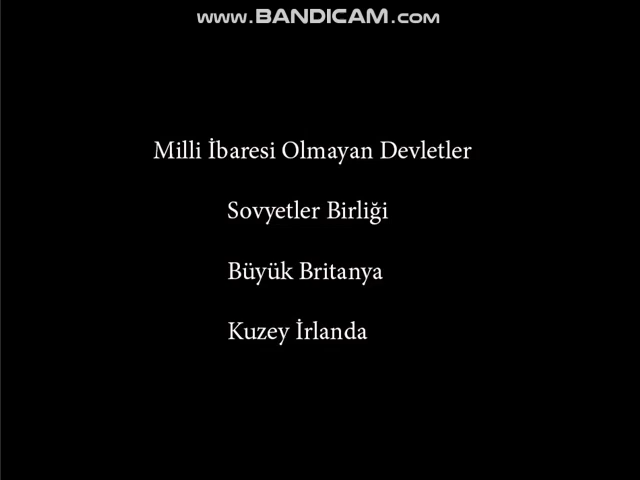 www.BANDICAM.com
Milli İbaresi Olmayan Devletler
Sovyetler Birliği
Büyük Britanya
Kuzey İrlanda